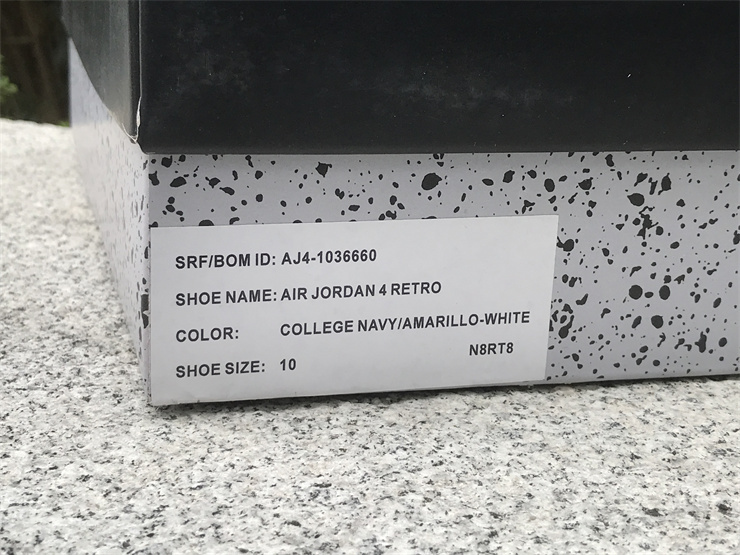 SRF/BOM ID: AJ4-1036660
SHOE NAME: AIR JORDAN 4 RETRO
COLOR: COLLEGE NAVY/AMARILLO-WHITE
N8RT8
SHOE SIZE: 10